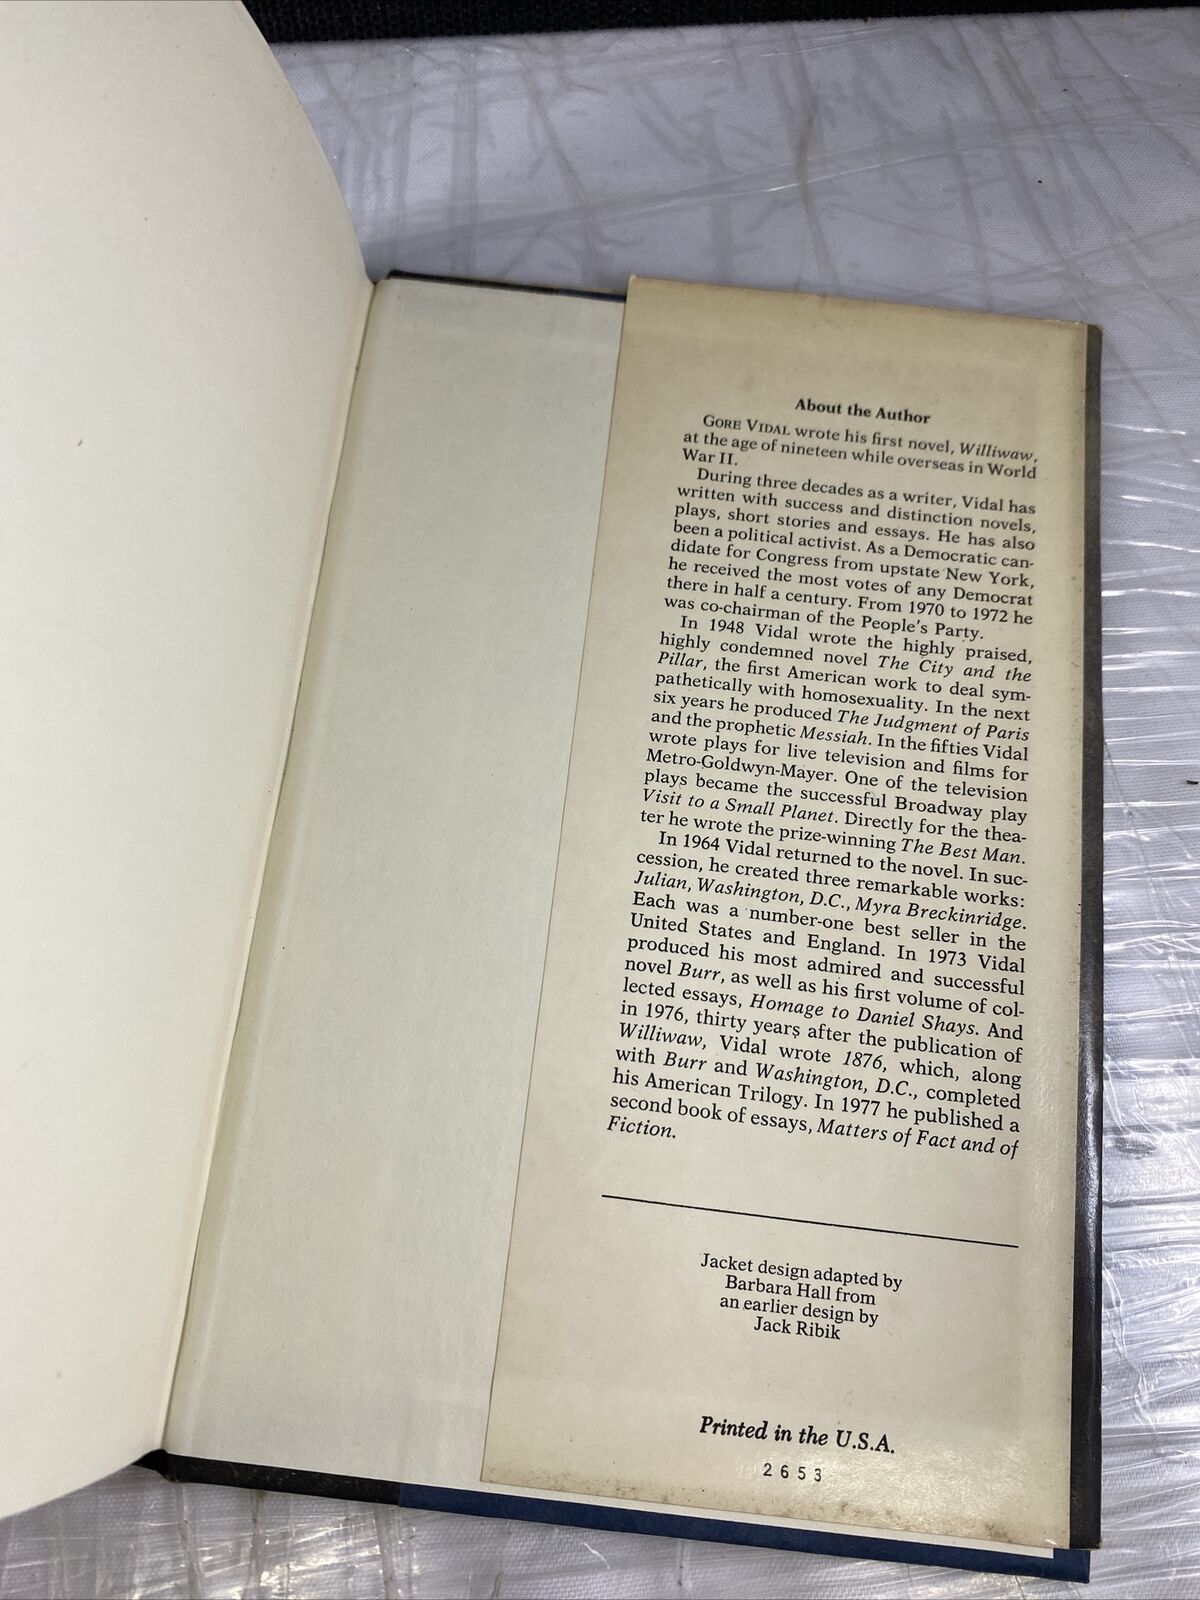 About the Author
GORE VIDAL wrote his first novel, Williwaw,
at the age of nineteen while overseas in World
War II.
During three decades as a writer, Vidal has
written with success and distinction novels,
plays, short stories and essays. He has also
been a political activist. As a Democratic can-
didate for Congress from upstate New York,
he received the most votes of any Democrat
there in half a century. From 1970 to 1972 he
was co-chairman of the People's Party.
In 1948 Vidal wrote the highly praised,
highly condemned novel The City and the
Pillar, the first American work to deal sym-
pathetically with homosexuality. In the next
six years he produced The Judgment of Paris
and the prophetic Messiah. In the fifties Vidal
wrote plays for live television and films for
Metro-Goldwyn-Mayer. One of the television
plays became the successful Broadway play
Visit to a Small Planet. Directly for the thea-
ter he wrote the prize-winning The Best Man.
In 1964 Vidal returned to the novel. In suc-
cession, he created three remarkable works:
Julian, Washington, D.C., Myra Breckinridge.
Each was a number-one best seller in the
United States and England. In 1973 Vidal
produced his most admired and successful
novel Burr, as well as his first volume of col-
lected essays, Homage to Daniel Shays. And
in 1976, thirty years after the publication of
Williwaw, Vidal wrote 1876, which, along
with Burr and Washington, D.C., completed
his American Trilogy. In 1977 he published a
second book of essays, Matters of Fact and of
Fiction.
Jacket design adapted by
Barbara Hall from
an earlier design by
Jack Ribik
Printed in the U.S.A.
2653